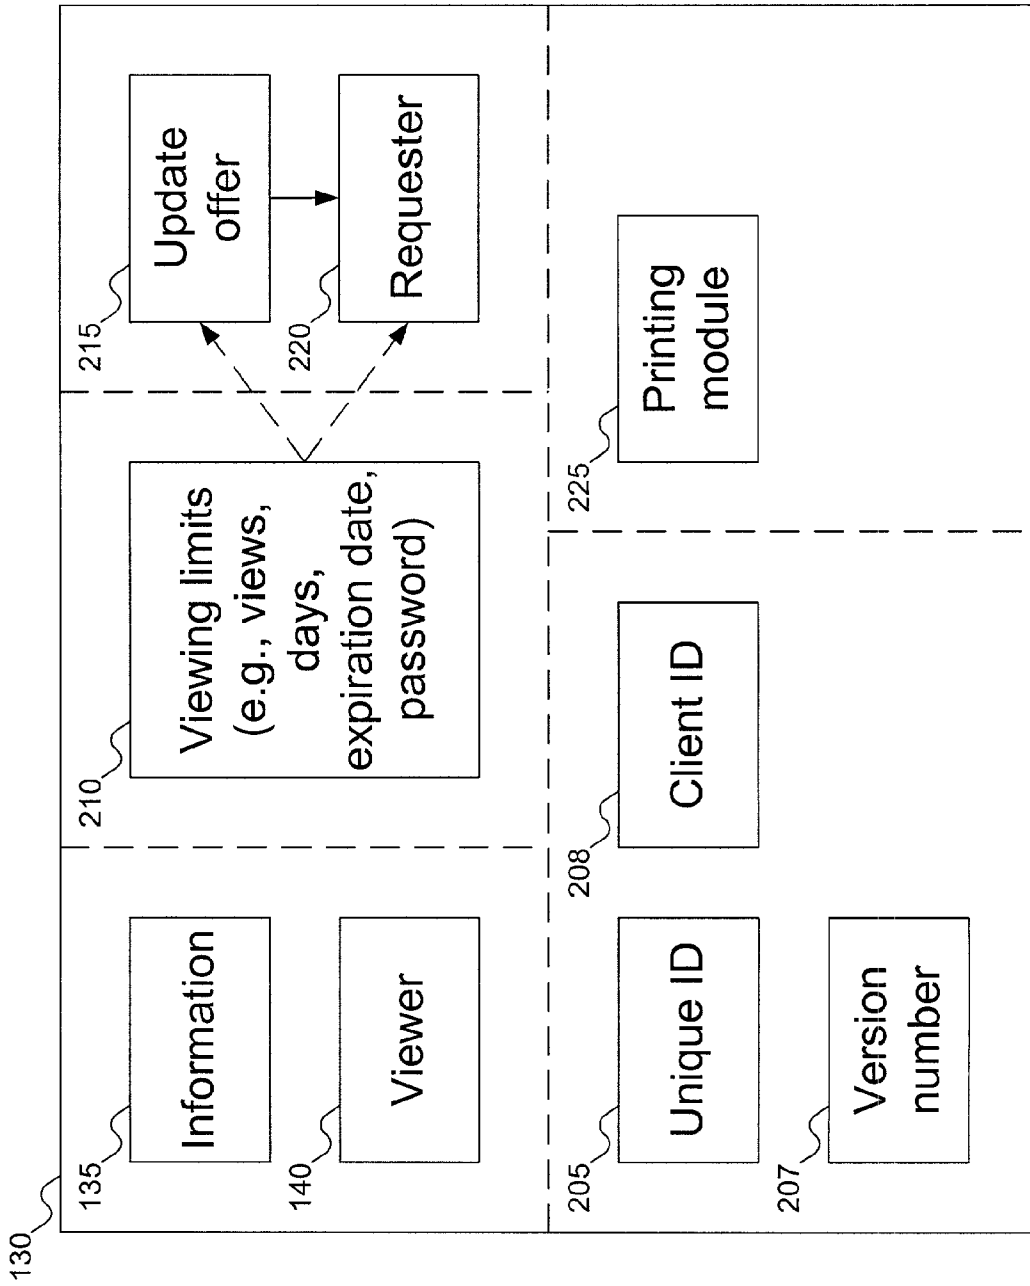 130
135
Information
140
Viewer
210
Viewing limits
(e.g., views,
days,
expiration date,
password)
215
Update
offer
220
Requester
205
Unique ID
207
Version
number
208
Client ID
225
Printing
module